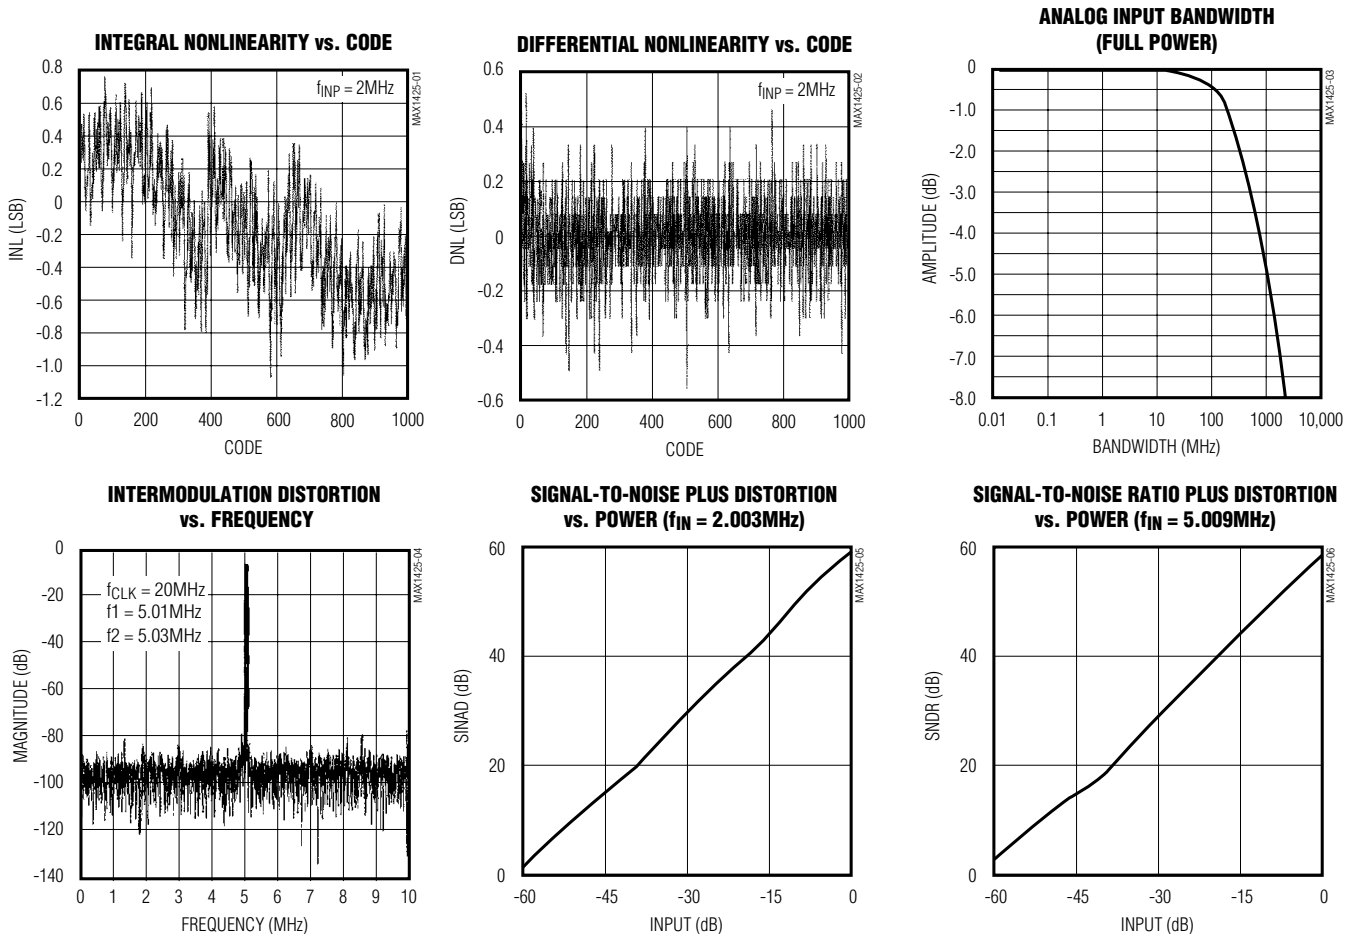 INTEGRAL NONLINEARITY vs. CODE
0.8
0.6
0.4
0.2
0
-0.2
-0.4
-0.6
-0.8
-1.0
-1.2
INL (LSB)
fINP = 2MHz
MAX1425-01
0 200 400 600 800 1000
CODE
DIFFERENTIAL NONLINEARITY vs. CODE
0.6
0.4
0.2
0
-0.2
-0.4
-0.6
DNL (LSB)
fINP = 2MHz
MAX1425-02
0 200 400 600 800 1000
CODE
ANALOG INPUT BANDWIDTH
(FULL POWER)
0
-1.0
-2.0
-3.0
-4.0
-5.0
-6.0
-7.0
-8.0
AMPLITUDE (dB)
MAX1425-03
0.01 0.1 1 10 100 1000 10,000
BANDWIDTH (MHz)
INTERMODULATION DISTORTION
vs. FREQUENCY
0
-20
-40
-60
-80
-100
-120
-140
MAGNITUDE (dB)
fCLK = 20MHz
f1 = 5.01MHz
f2 = 5.03MHz
MAX1425-04
0 1 2 3 4 5 6 7 8 9 10
FREQUENCY (MHz)
SIGNAL-TO-NOISE PLUS DISTORTION
vs. POWER (fIN = 2.003MHz)
60
40
20
0
SINAD (dB)
MAX1425-05
-60 -45 -30 -15 0
INPUT (dB)
SIGNAL-TO-NOISE RATIO PLUS DISTORTION
vs. POWER (fIN = 5.009MHz)
60
40
20
0
SNDR (dB)
MAX1425-06
-60 -45 -30 -15 0
INPUT (dB)